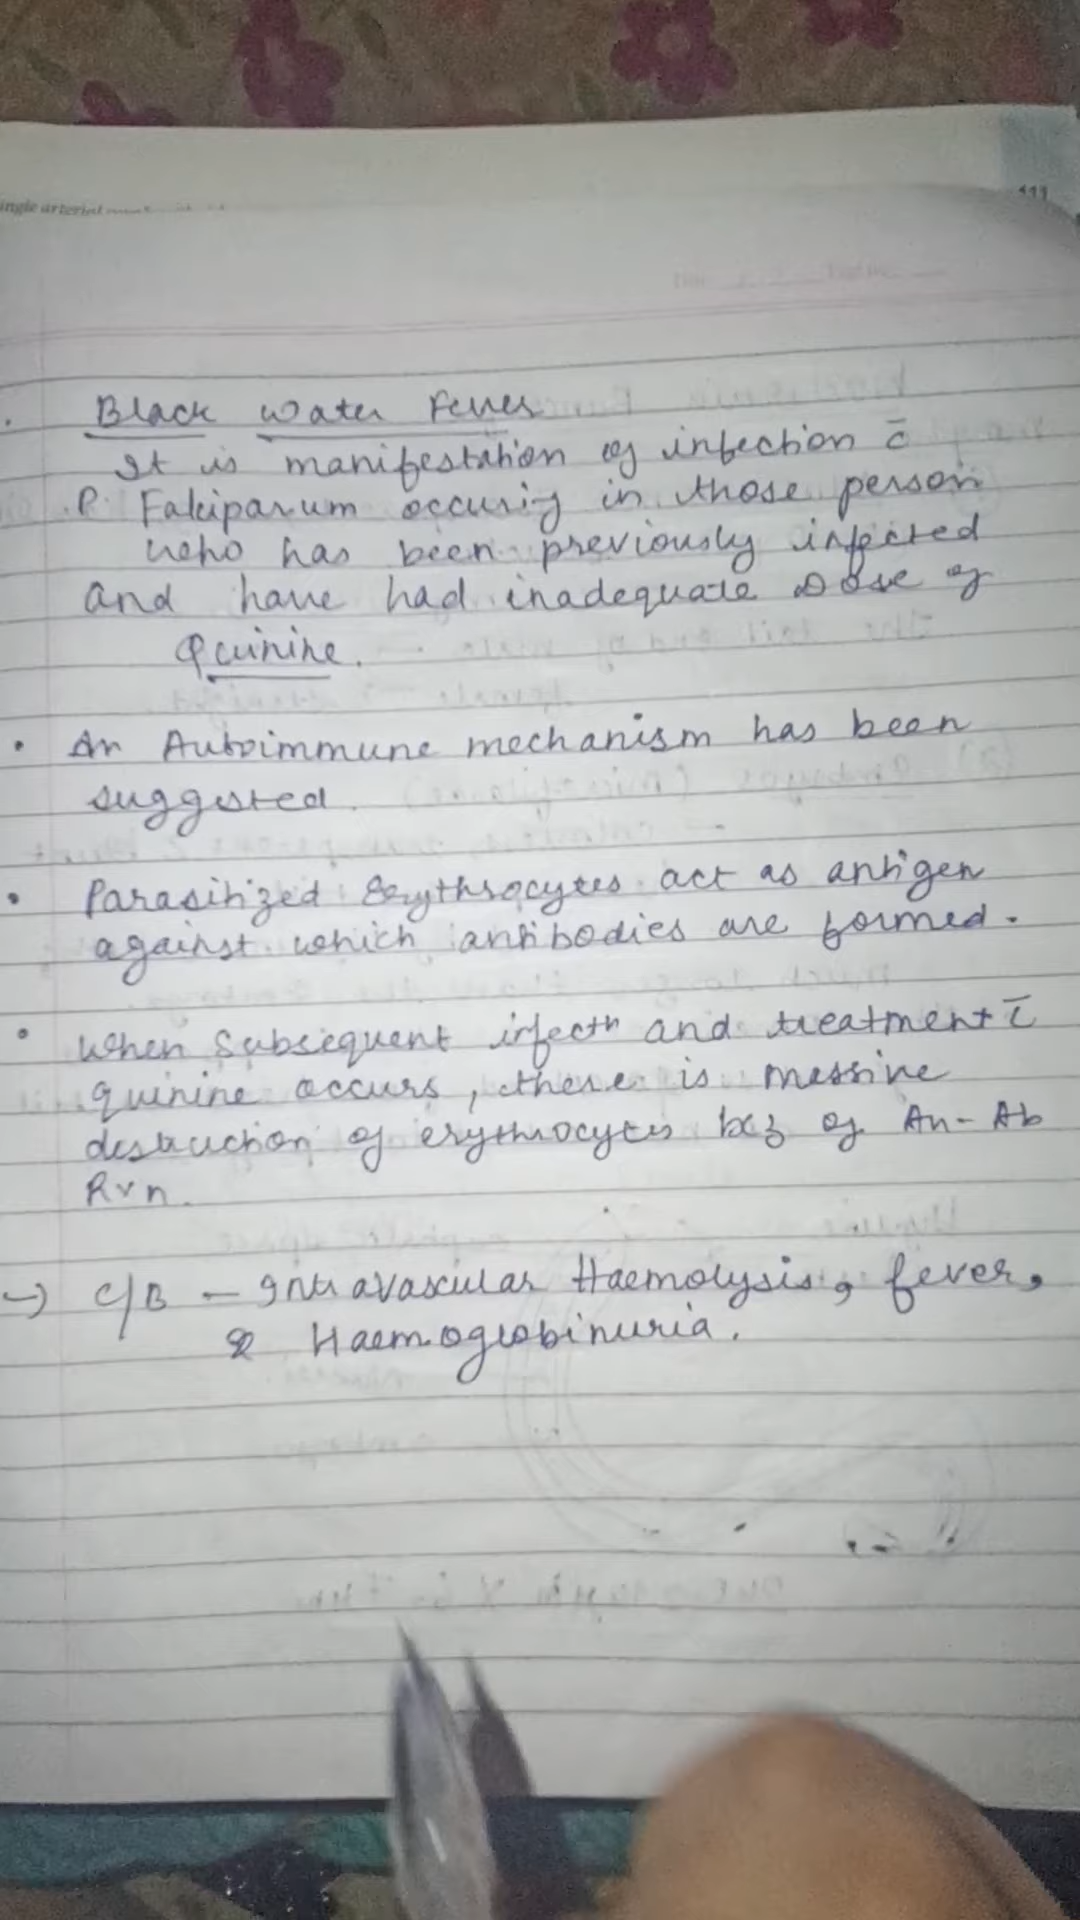 ingle arterial
111
Black Water Fever
It is manifestation of infection c̄
P. Falciparum occuring in those person
who has been previously infected
and have had inadequate Dose of
Quinine.
• An Autoimmune mechanism has been
suggested.
• Parasitized Erythrocytes act as antigen
against which antibodies are formed.
• When Subsequent infectn and treatment c̄
quinine occurs, there is massive
destruction of erythrocytes bcz of An-Ab
Rxn.
→ C/B - Intravascular Haemolysis, fever,
& Haemoglobinuria.